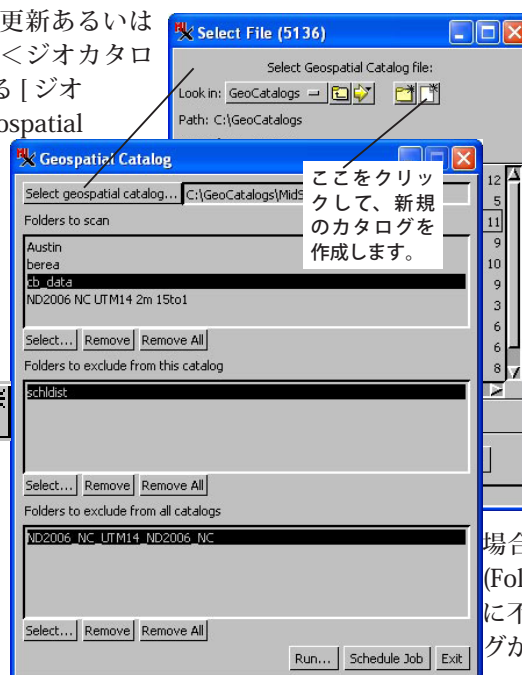 更新あるいは
＜ジオカタロ
る [ ジオ
ospatial
Select File (5136)
Select Geospatial Catalog file:
Look in: GeoCatalogs
Path: C:\GeoCatalogs
Geospatial Catalog
Select geospatial catalog... C:\GeoCatalogs\MidS
ここをクリッ
クして、新規
のカタログを
作成します。
12
5
11
9
10
9
3
6
6
8
Folders to scan
Austin
berea
cb_data
ND2006 NC UTM14 2m 15to1
Select... Remove Remove All
Folders to exclude from this catalog
schldist
Select... Remove Remove All
Folders to exclude from all catalogs
ND2006_NC_UTM14_ND2006_NC
Select... Remove Remove All
Run... Schedule Job Exit
場合
(Fol
に不
グか